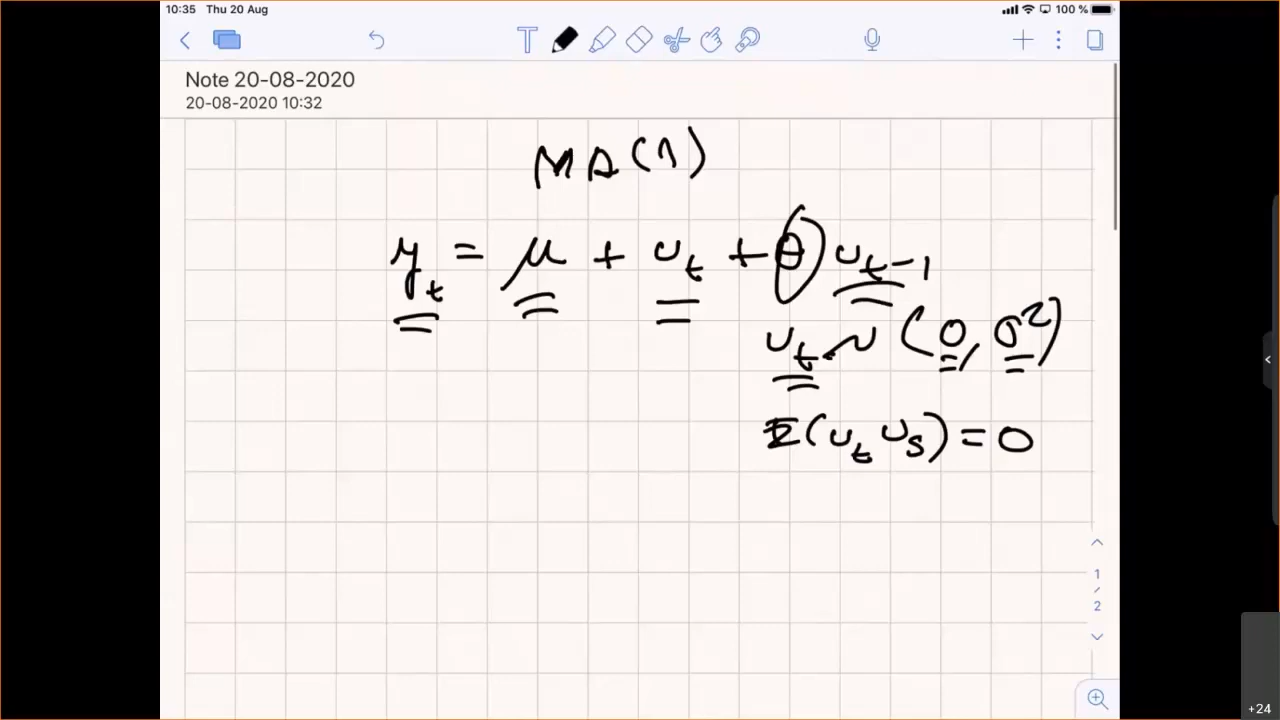 10:35 Thu 20 Aug 100 %
Note 20-08-2020
20-08-2020 10:32
MA(1)
y_t = μ + u_t + θ u_{t-1}
u_t ~ (0, σ²)
E(u_t u_s) = 0
1
2
+24